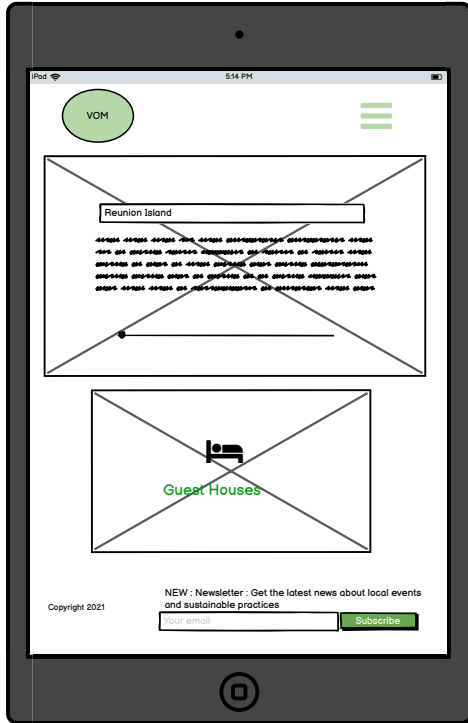 iPod
5:14 PM
VOM
Reunion Island
Guest Houses
NEW : Newsletter : Get the latest news about local events
and sustainable practices
Copyright 2021
Your email
Subscribe